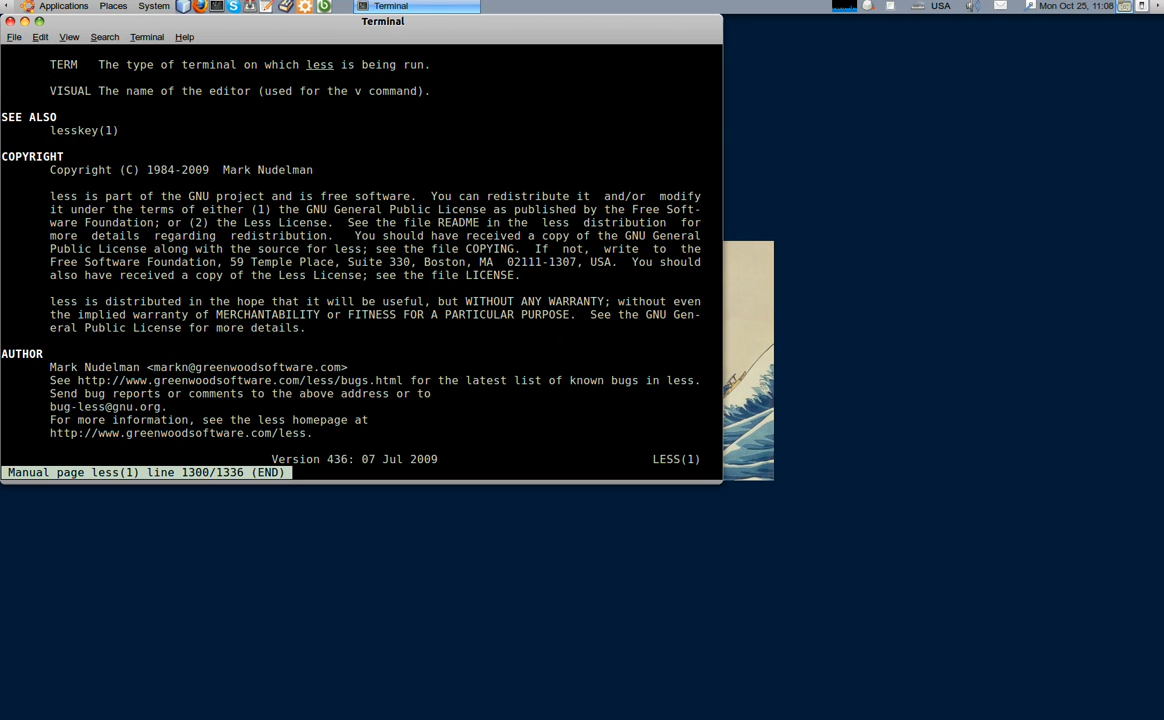 Applications Places System Terminal USA Mon Oct 25, 11:08
Terminal
File Edit View Search Terminal Help
TERM The type of terminal on which less is being run.
VISUAL The name of the editor (used for the v command).
SEE ALSO
lesskey(1)
COPYRIGHT
Copyright (C) 1984-2009 Mark Nudelman
less is part of the GNU project and is free software. You can redistribute it and/or modify
it under the terms of either (1) the GNU General Public License as published by the Free Soft-
ware Foundation; or (2) the Less License. See the file README in the less distribution for
more details regarding redistribution. You should have received a copy of the GNU General
Public License along with the source for less; see the file COPYING. If not, write to the
Free Software Foundation, 59 Temple Place, Suite 330, Boston, MA 02111-1307, USA. You should
also have received a copy of the Less License; see the file LICENSE.
less is distributed in the hope that it will be useful, but WITHOUT ANY WARRANTY; without even
the implied warranty of MERCHANTABILITY or FITNESS FOR A PARTICULAR PURPOSE. See the GNU Gen-
eral Public License for more details.
AUTHOR
Mark Nudelman <markn@greenwoodsoftware.com>
See http://www.greenwoodsoftware.com/less/bugs.html for the latest list of known bugs in less.
Send bug reports or comments to the above address or to
bug-less@gnu.org.
For more information, see the less homepage at
http://www.greenwoodsoftware.com/less.
Version 436: 07 Jul 2009 LESS(1)
Manual page less(1) line 1300/1336 (END)